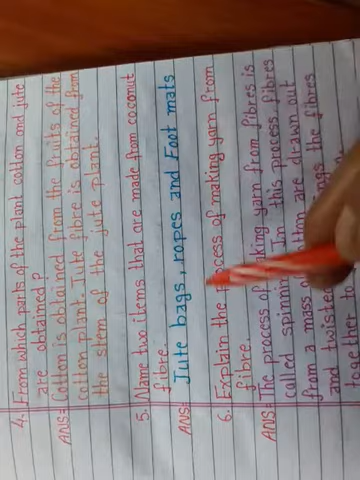 4. From which parts of the plant cotton and jute
are obtained?
Ans= Cotton is obtained from the fruits of the
cotton plant. Jute fibre is obtained from
the stem of the jute plant.
5. Name two items that are made from coconut
fibre.
Ans= Jute bags, ropes and Foot mats
6. Explain the process of making yarn from
fibre.
Ans= The process of making yarn from fibres is
called spinning. In this process, fibres
from a mass of cotton are drawn out
and twisted. the fibres
together to